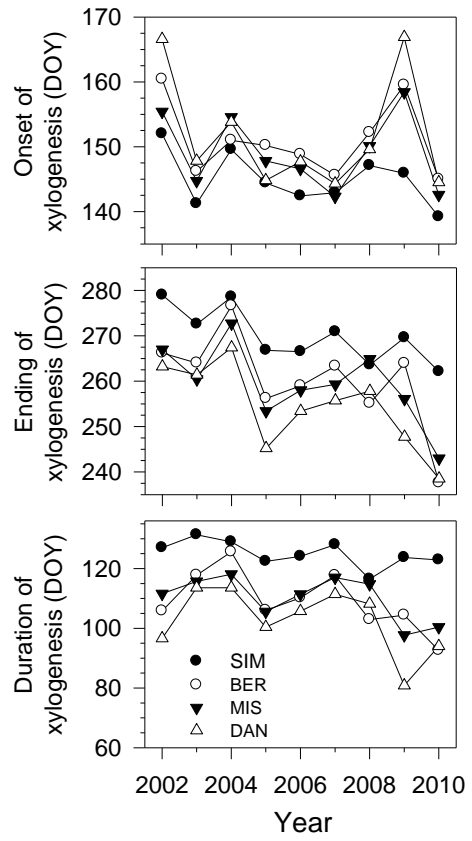 170
160
150
140
Onset of
xylogenesis (DOY)
280
270
260
250
240
Ending of
xylogenesis (DOY)
120
100
80
60
Duration of
xylogenesis (DOY)
SIM
BER
MIS
DAN
2002 2004 2006 2008 2010
Year